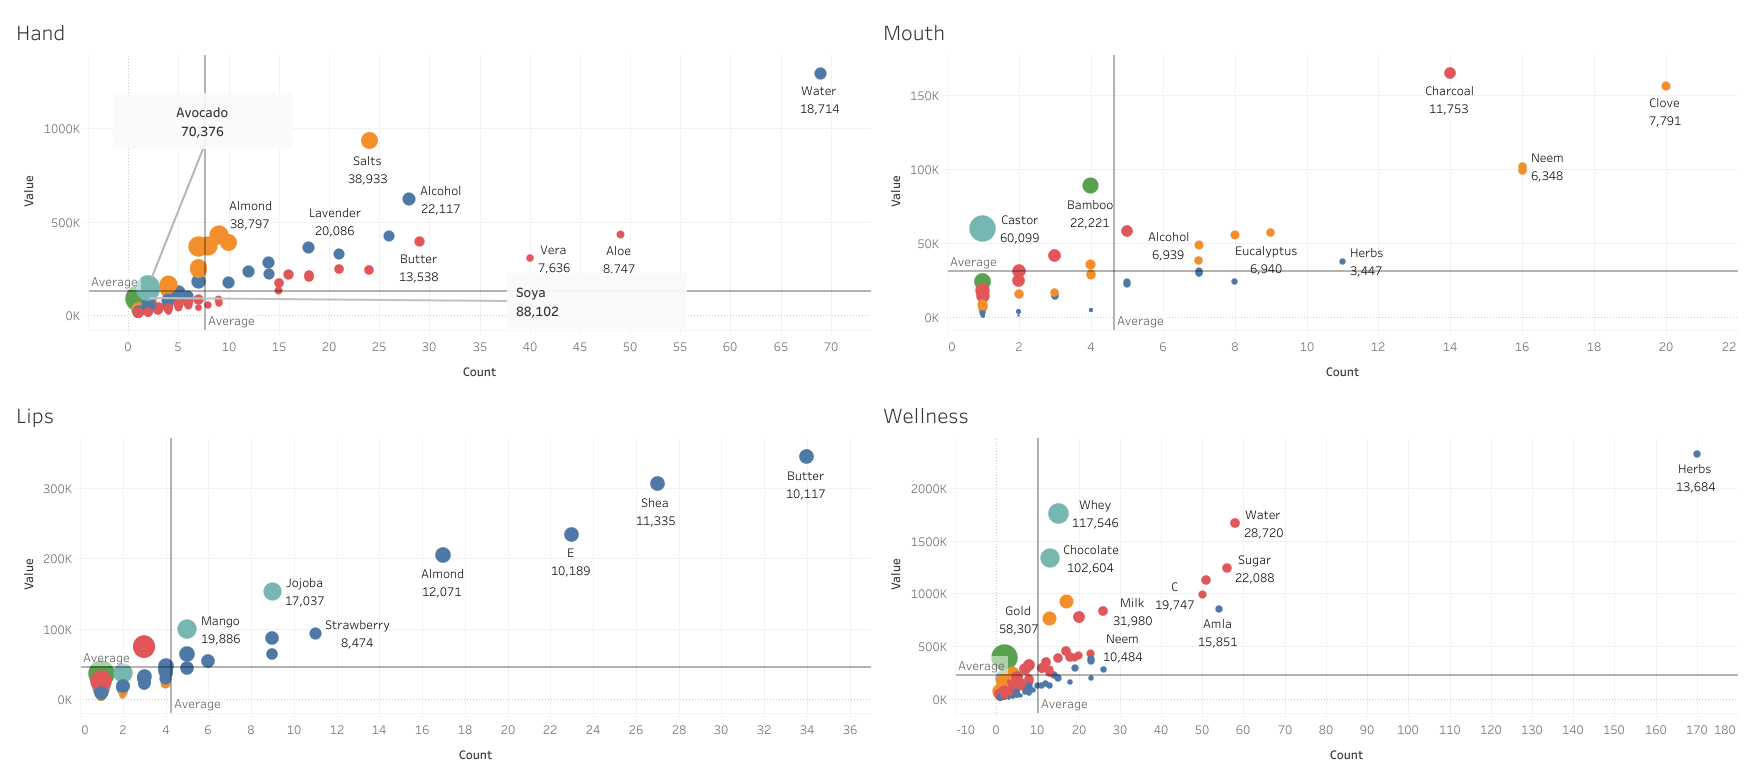 Hand
Value
1000K
500K
0K
Avocado
70,376
Water
18,714
Salts
38,933
Alcohol
22,117
Almond
38,797
Lavender
20,086
Butter
13,538
Vera
7,636
Aloe
8.747
Soya
88,102
Average
Average
0 5 10 15 20 25 30 35 40 45 50 55 60 65 70
Count
Mouth
Value
150K
100K
50K
0K
Charcoal
11,753
Clove
7,791
Neem
6,348
Bamboo
22,221
Castor
60,099
Alcohol
6,939
Eucalyptus
6,940
Herbs
3,447
Average
Average
0 2 4 6 8 10 12 14 16 18 20 22
Count
Lips
Value
300K
200K
100K
0K
Butter
10,117
Shea
11,335
E
10,189
Almond
12,071
Jojoba
17,037
Mango
19,886
Strawberry
8,474
Average
Average
0 2 4 6 8 10 12 14 16 18 20 22 24 26 28 30 32 34 36
Count
Wellness
Value
2000K
1500K
1000K
500K
0K
Herbs
13,684
Whey
117,546
Water
28,720
Chocolate
102,604
Sugar
22,088
C
19,747
Milk
31,980
Gold
58,307
Amla
15,851
Neem
10,484
Average
Average
-10 0 10 20 30 40 50 60 70 80 90 100 110 120 130 140 150 160 170 180
Count